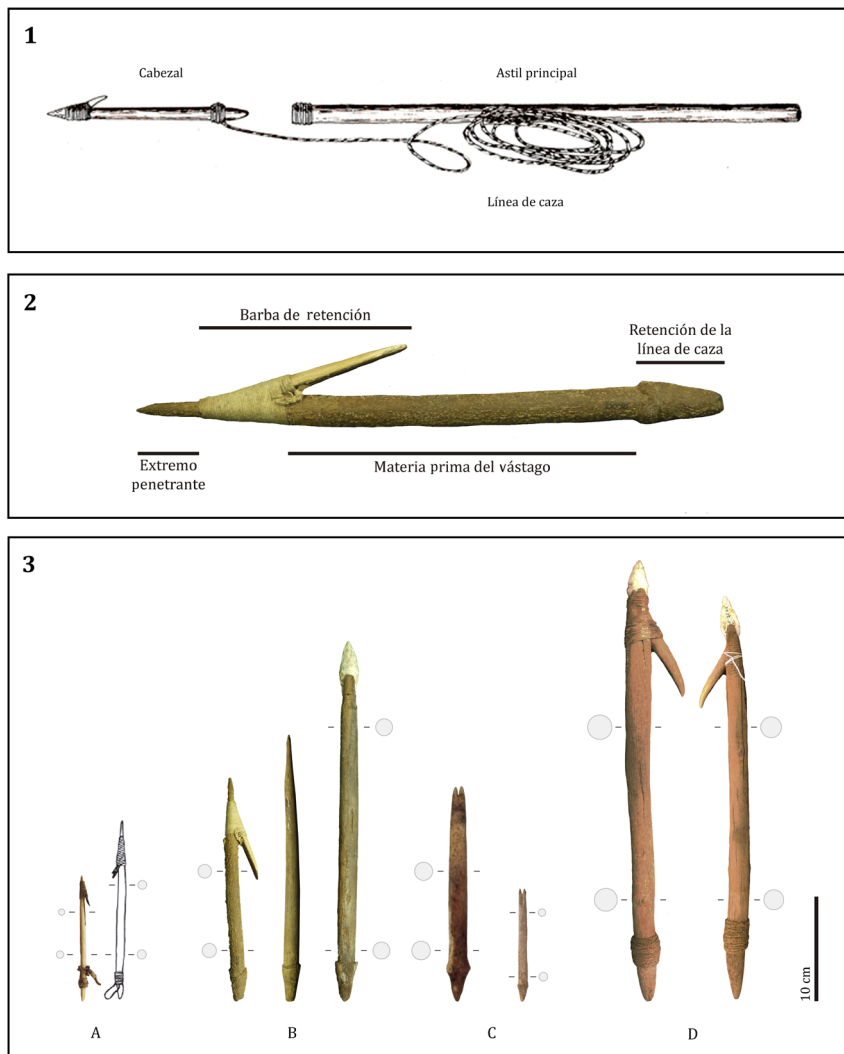 1
Cabezal
Astil principal
Línea de caza
2
Barba de retención
Retención de la
línea de caza
Extremo
penetrante
Materia prima del vástago
3
10 cm
A
B
C
D